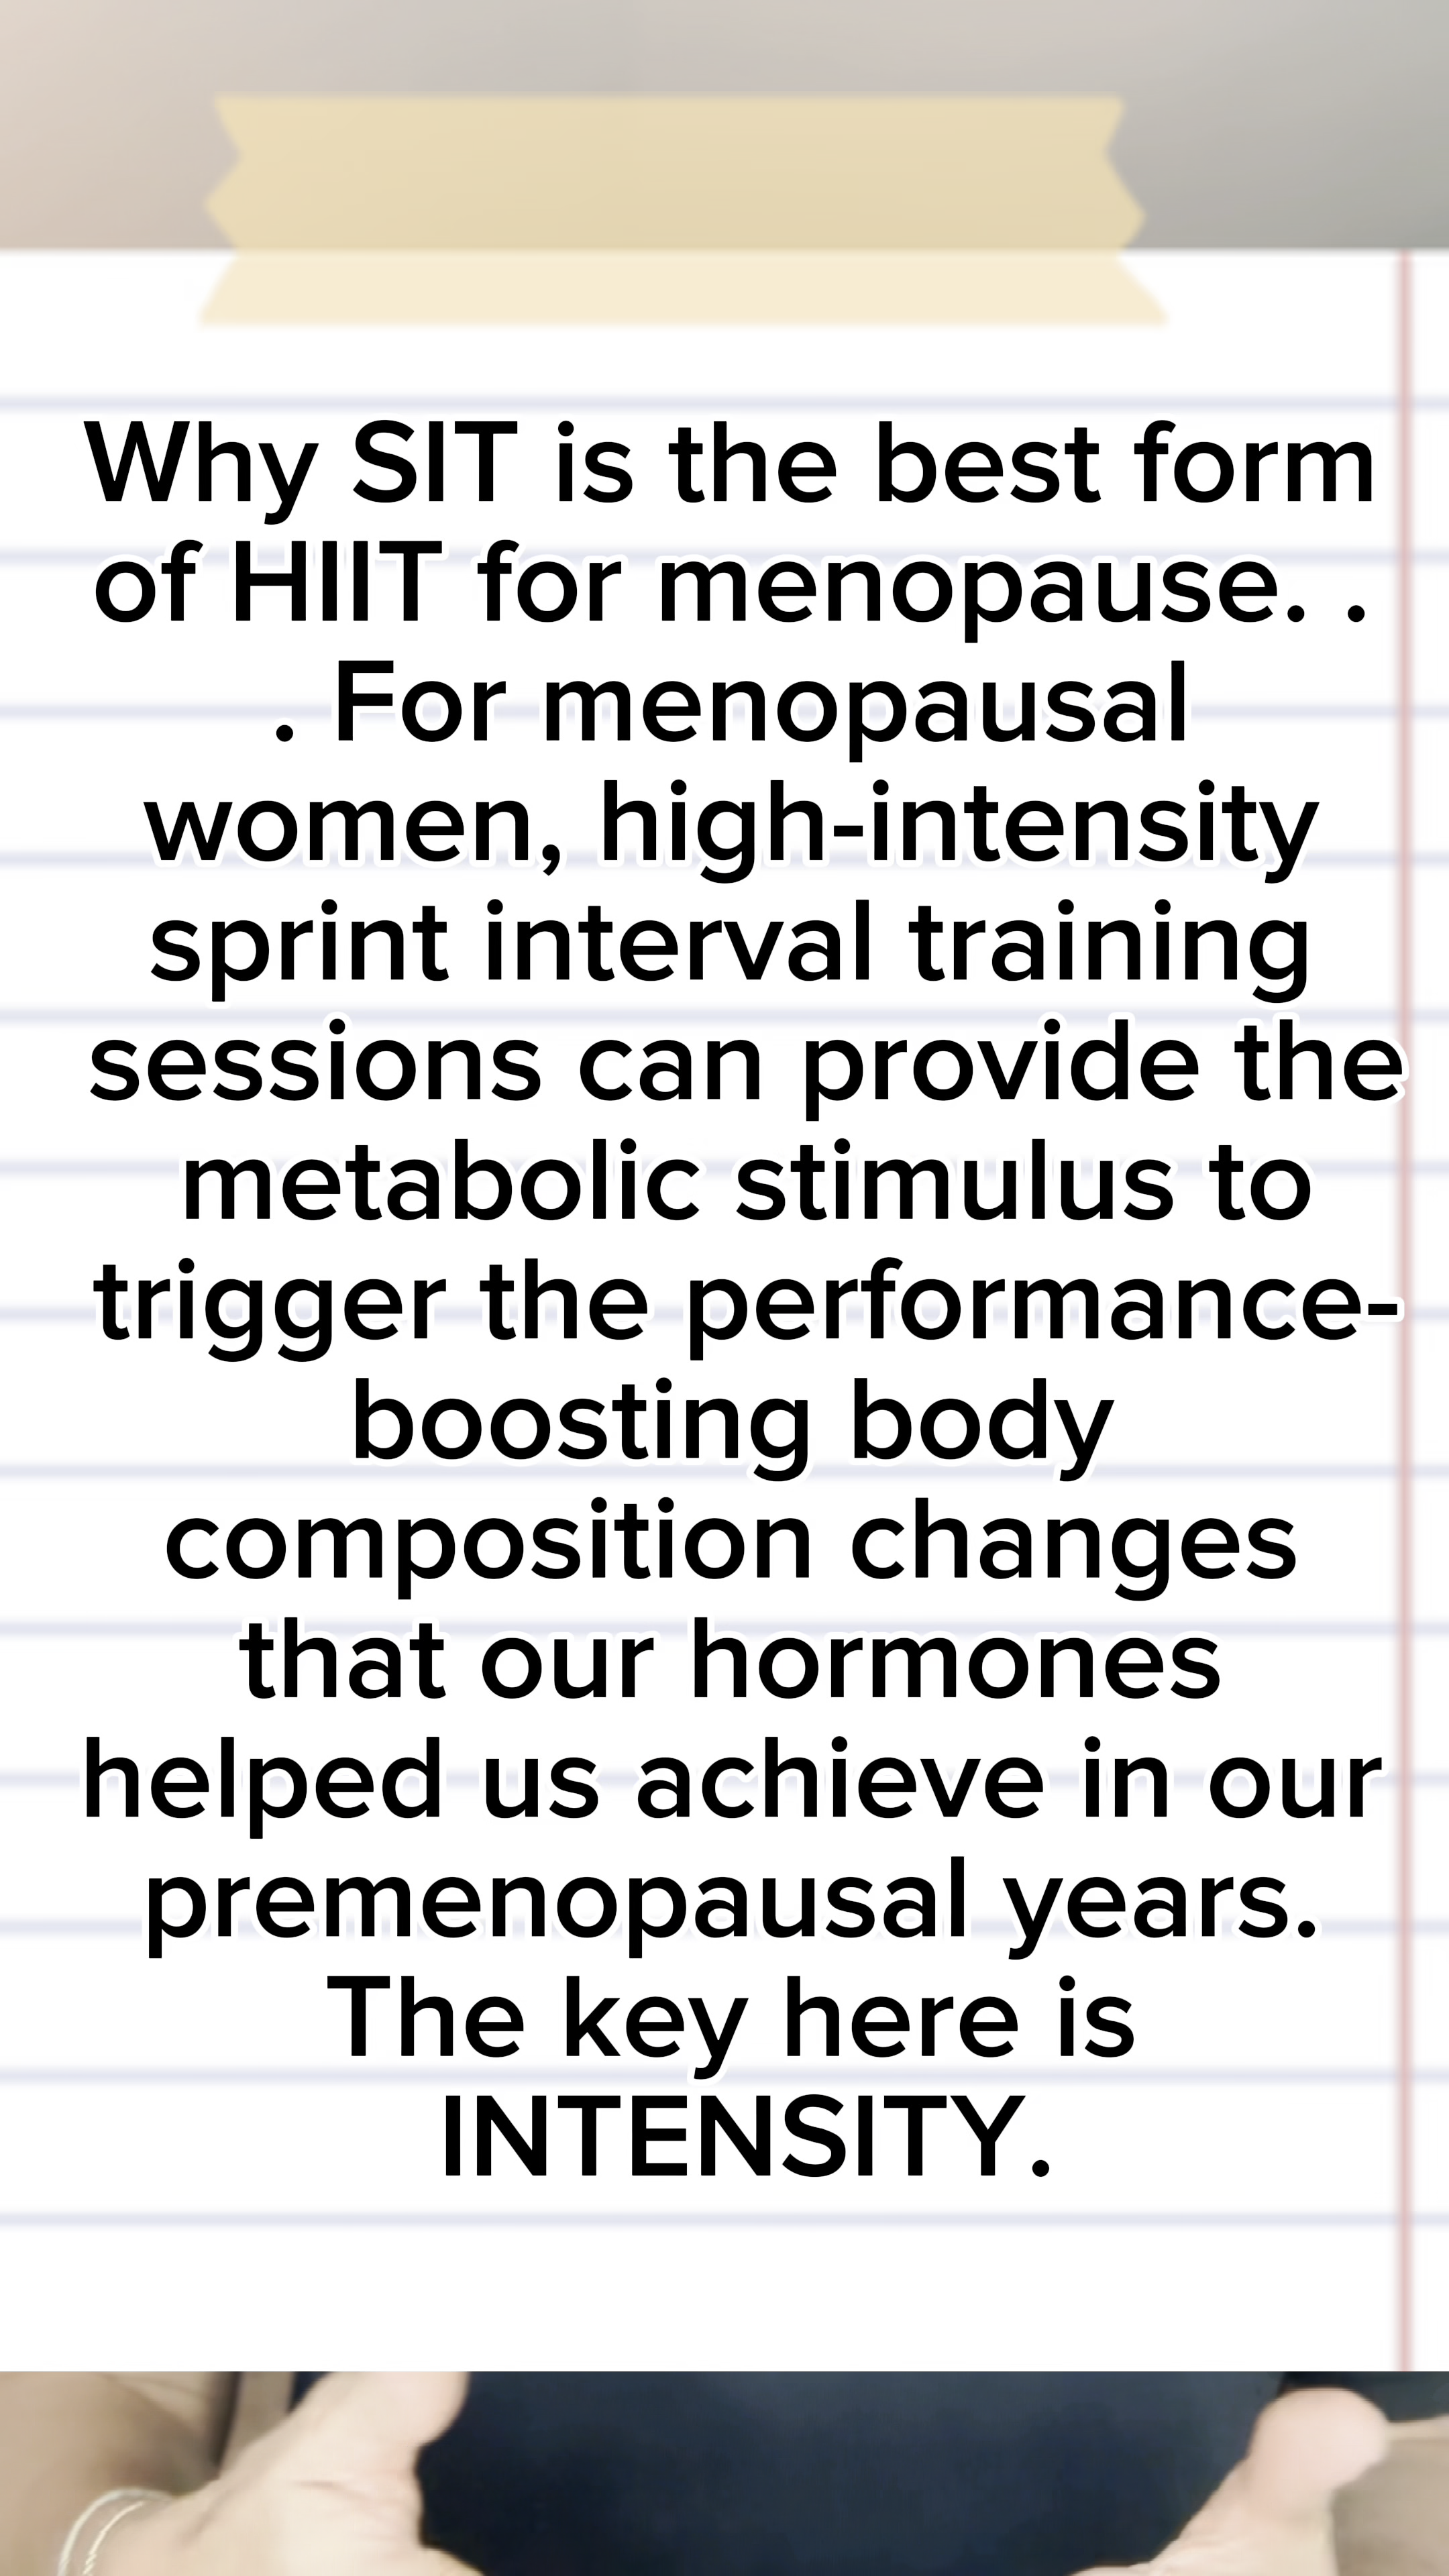 Why SIT is the best form
of HIIT for menopause. .
. For menopausal
women, high-intensity
sprint interval training
sessions can provide the
metabolic stimulus to
trigger the performance-
boosting body
composition changes
that our hormones
helped us achieve in our
premenopausal years.
The key here is
INTENSITY.